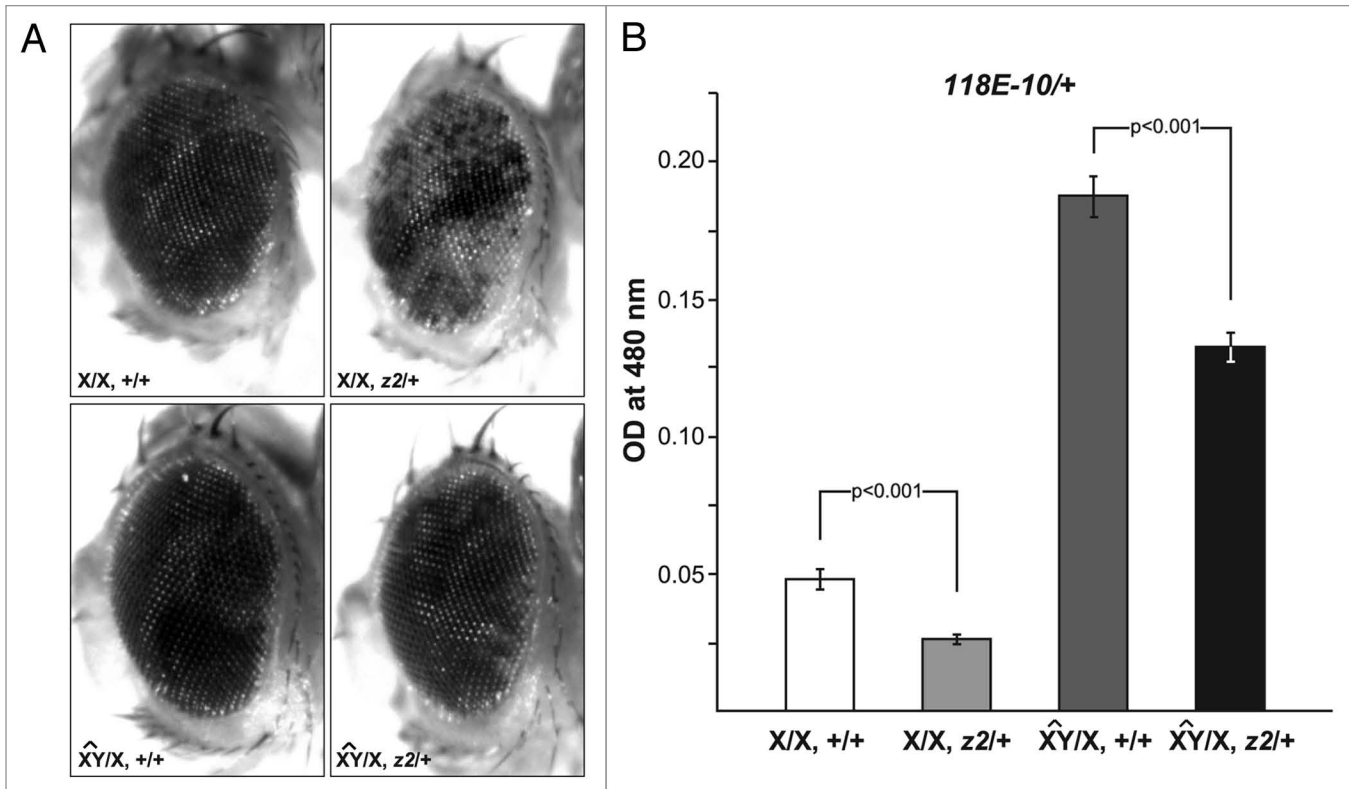 A
X/X, +/+
X/X, z2/+
X̂Y/X, +/+
X̂Y/X, z2/+
B
118E-10/+
p<0.001
p<0.001
OD at 480 nm
0.20
0.15
0.10
0.05
X/X, +/+
X/X, z2/+
X̂Y/X, +/+
X̂Y/X, z2/+